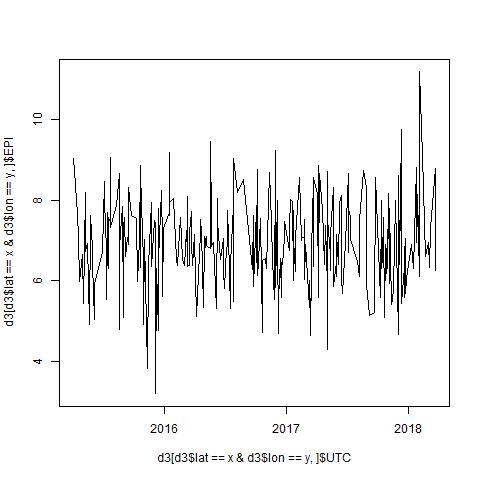 d3[d3$lat == x & d3$lon == y, ]$EPI
10
8
6
4
2016 2017 2018
d3[d3$lat == x & d3$lon == y, ]$UTC